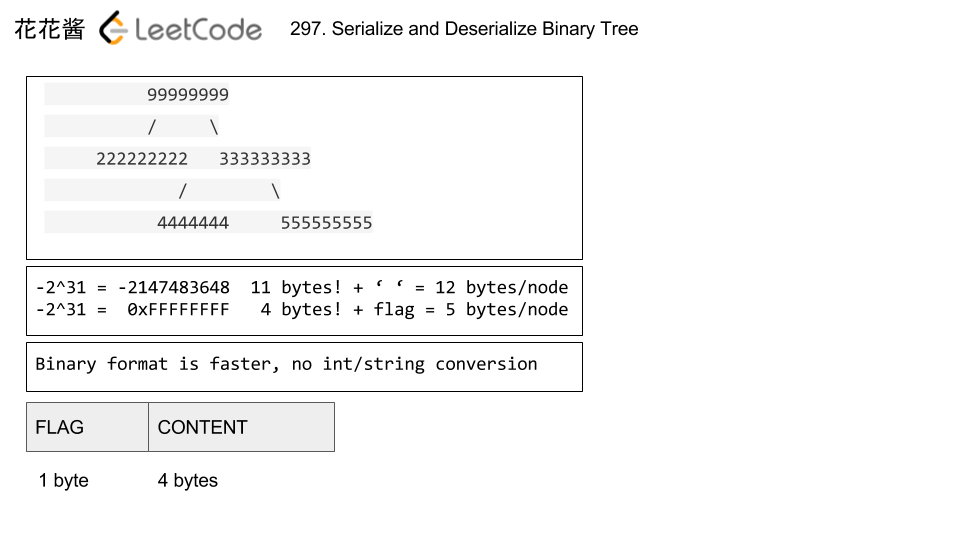 花花酱 LeetCode 297. Serialize and Deserialize Binary Tree
99999999
/ \
222222222 333333333
/ \
4444444 555555555
-2^31 = -2147483648 11 bytes! + ‘ ‘ = 12 bytes/node
-2^31 = 0xFFFFFFFF 4 bytes! + flag = 5 bytes/node
Binary format is faster, no int/string conversion
FLAG CONTENT
1 byte 4 bytes